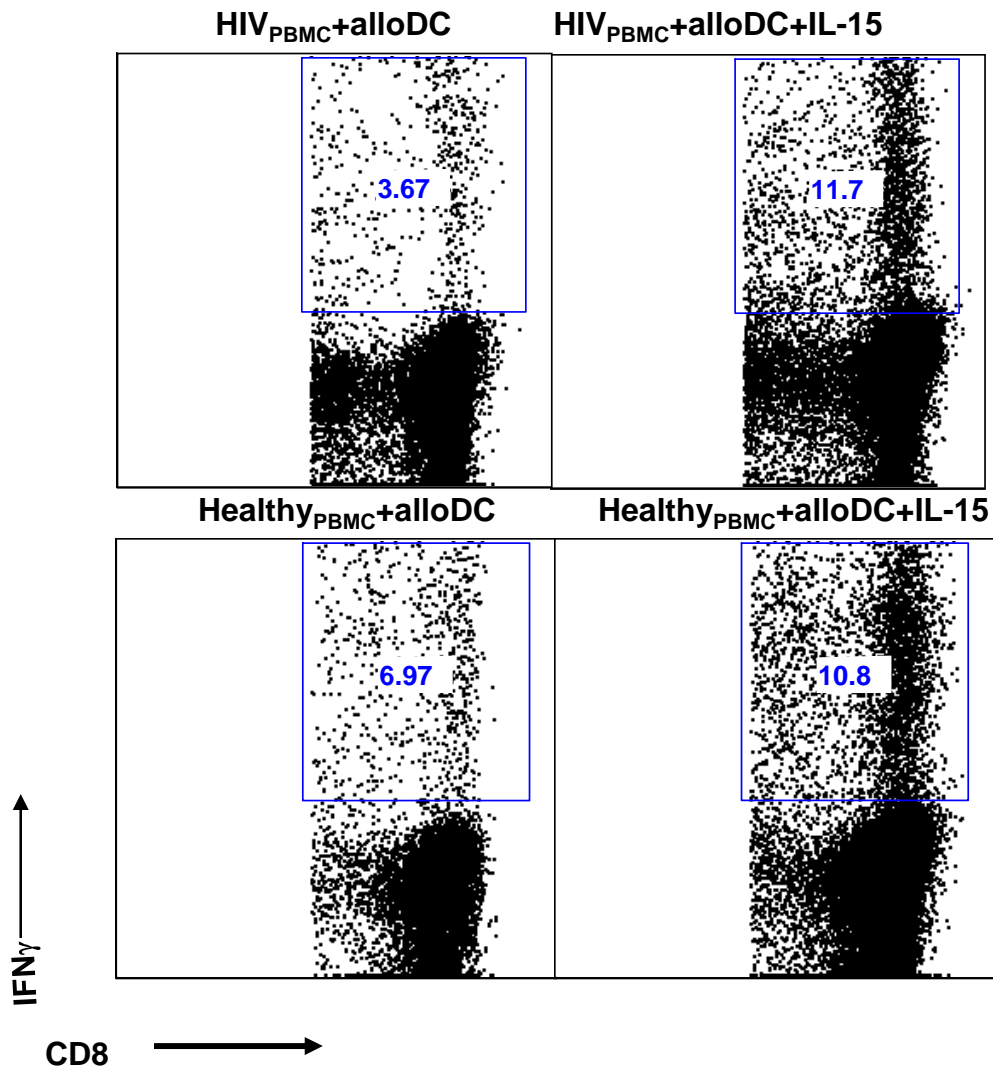 HIVPBMC+alloDC
HIVPBMC+alloDC+IL-15
3.67
11.7
HealthyPBMC+alloDC
HealthyPBMC+alloDC+IL-15
6.97
10.8
IFNγ
CD8